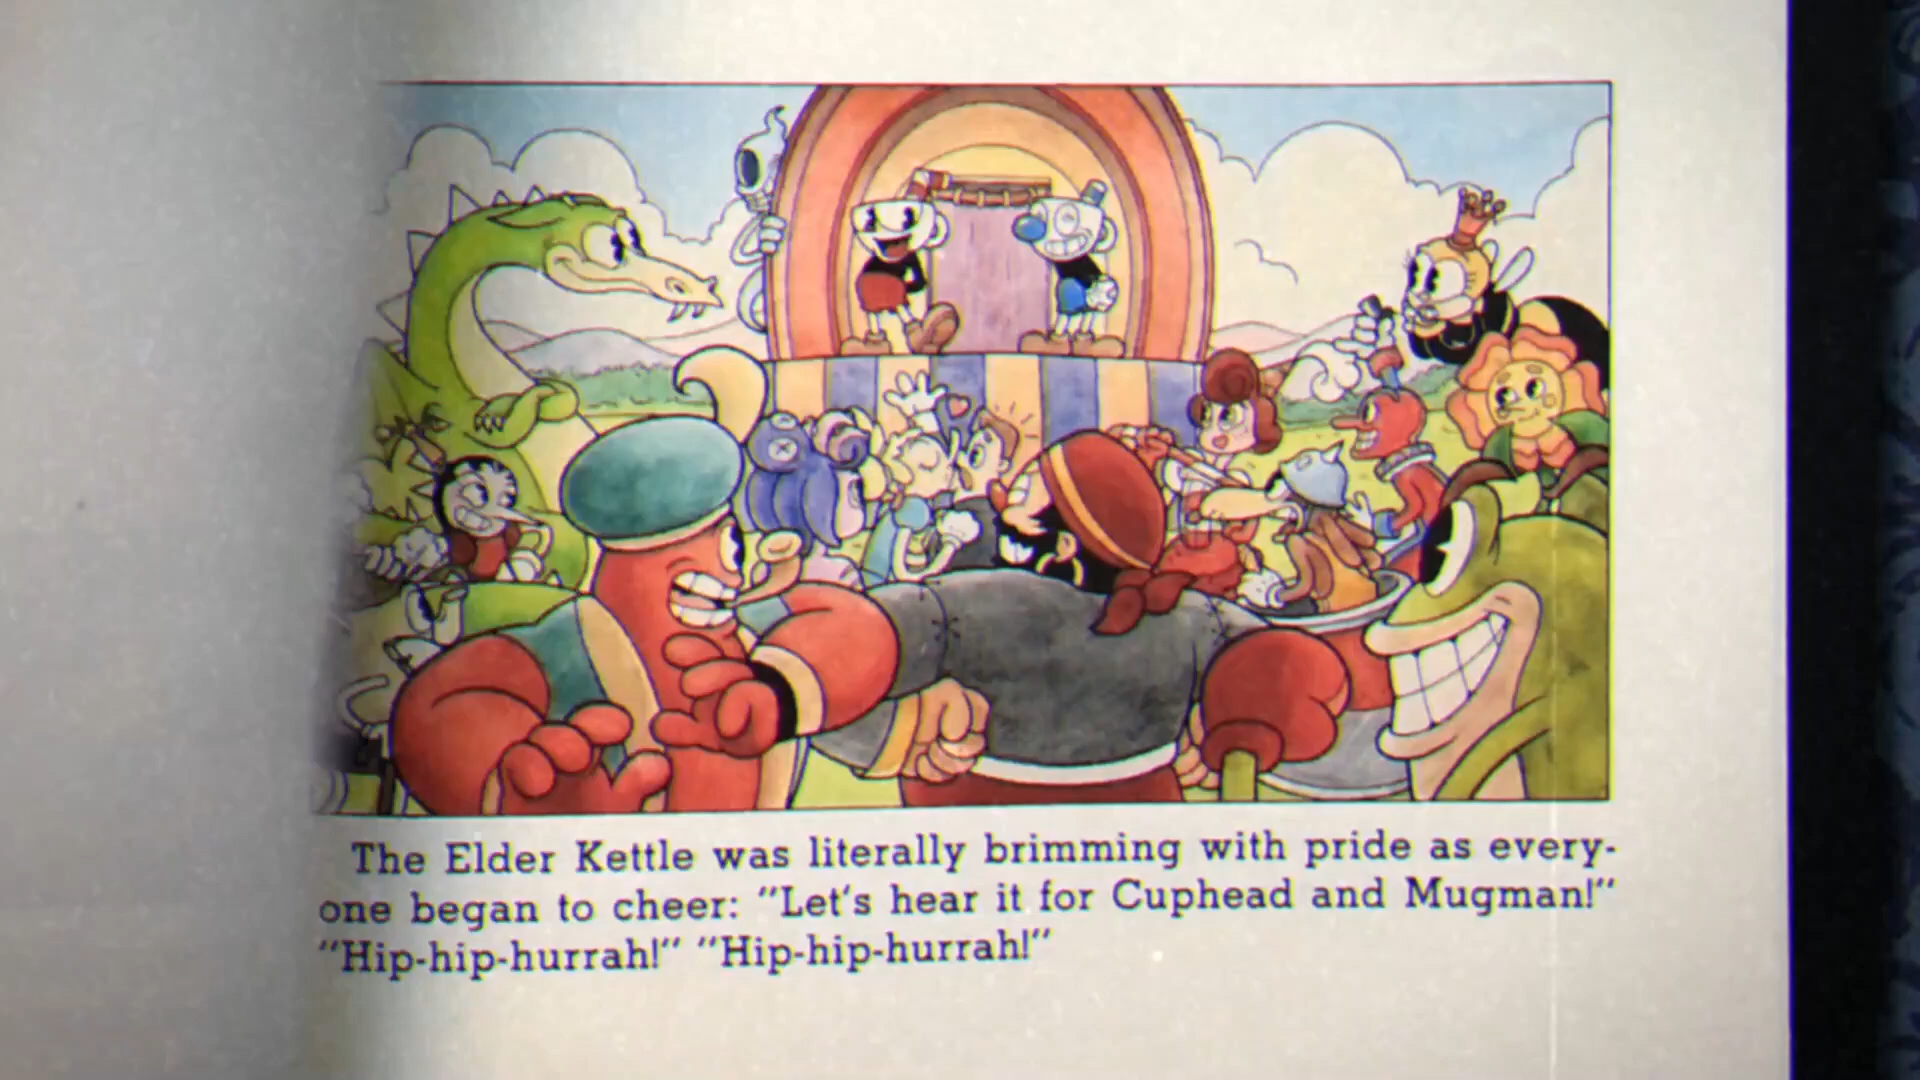 The Elder Kettle was literally brimming with pride as every-
one began to cheer: "Let's hear it for Cuphead and Mugman!"
"Hip-hip-hurrah!" "Hip-hip-hurrah!"